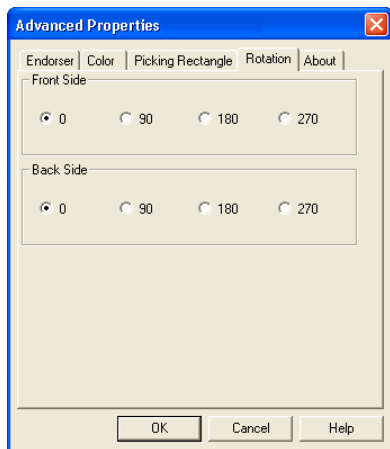 Advanced Properties
Endorser Color Picking Rectangle Rotation About
Front Side
0 90 180 270
Back Side
0 90 180 270
OK Cancel Help